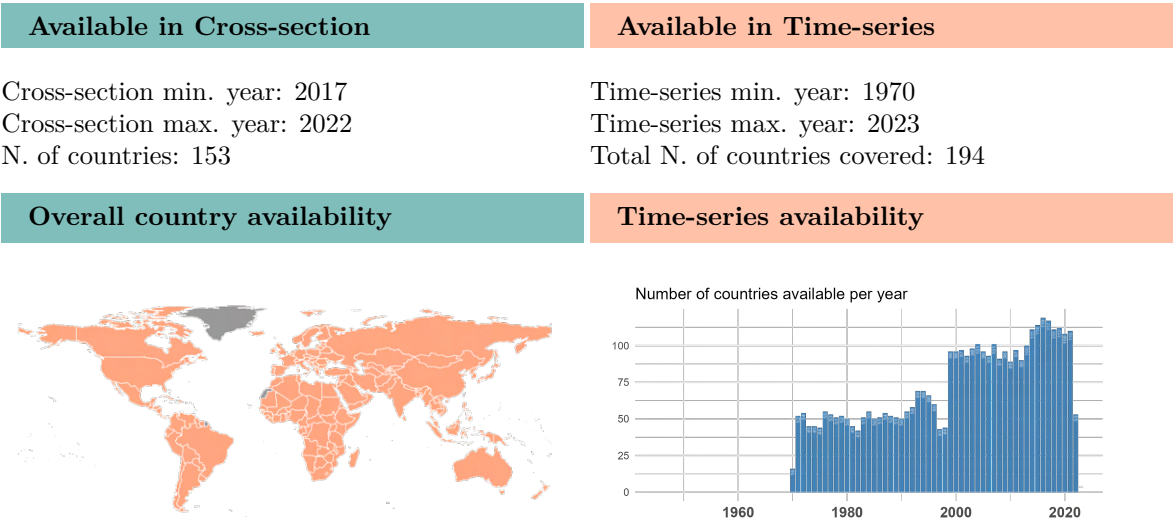 Available in Cross-section
Available in Time-series
Cross-section min. year: 2017
Cross-section max. year: 2022
N. of countries: 153
Time-series min. year: 1970
Time-series max. year: 2023
Total N. of countries covered: 194
Overall country availability
Time-series availability
Number of countries available per year
100
75
50
25
0
1960 1980 2000 2020